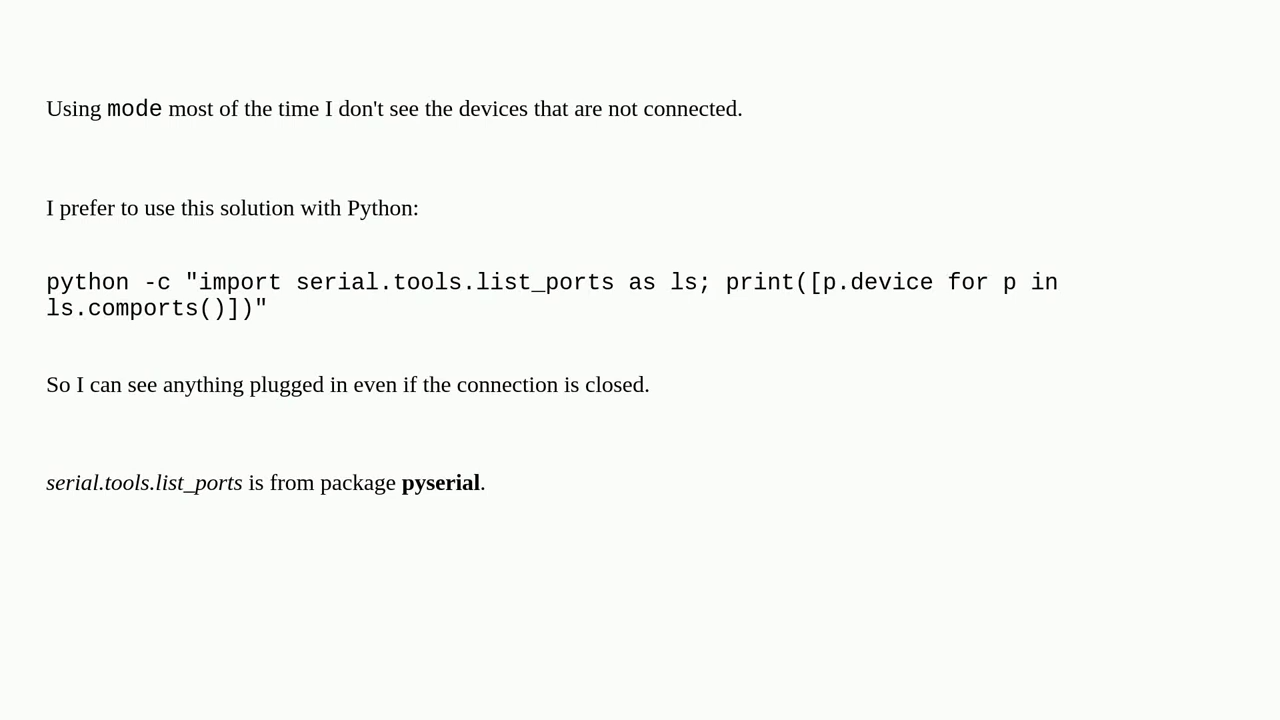 Using mode most of the time I don't see the devices that are not connected.
I prefer to use this solution with Python:
python -c "import serial.tools.list_ports as ls; print([p.device for p in
ls.comports()])"
So I can see anything plugged in even if the connection is closed.
serial.tools.list_ports is from package pyserial.